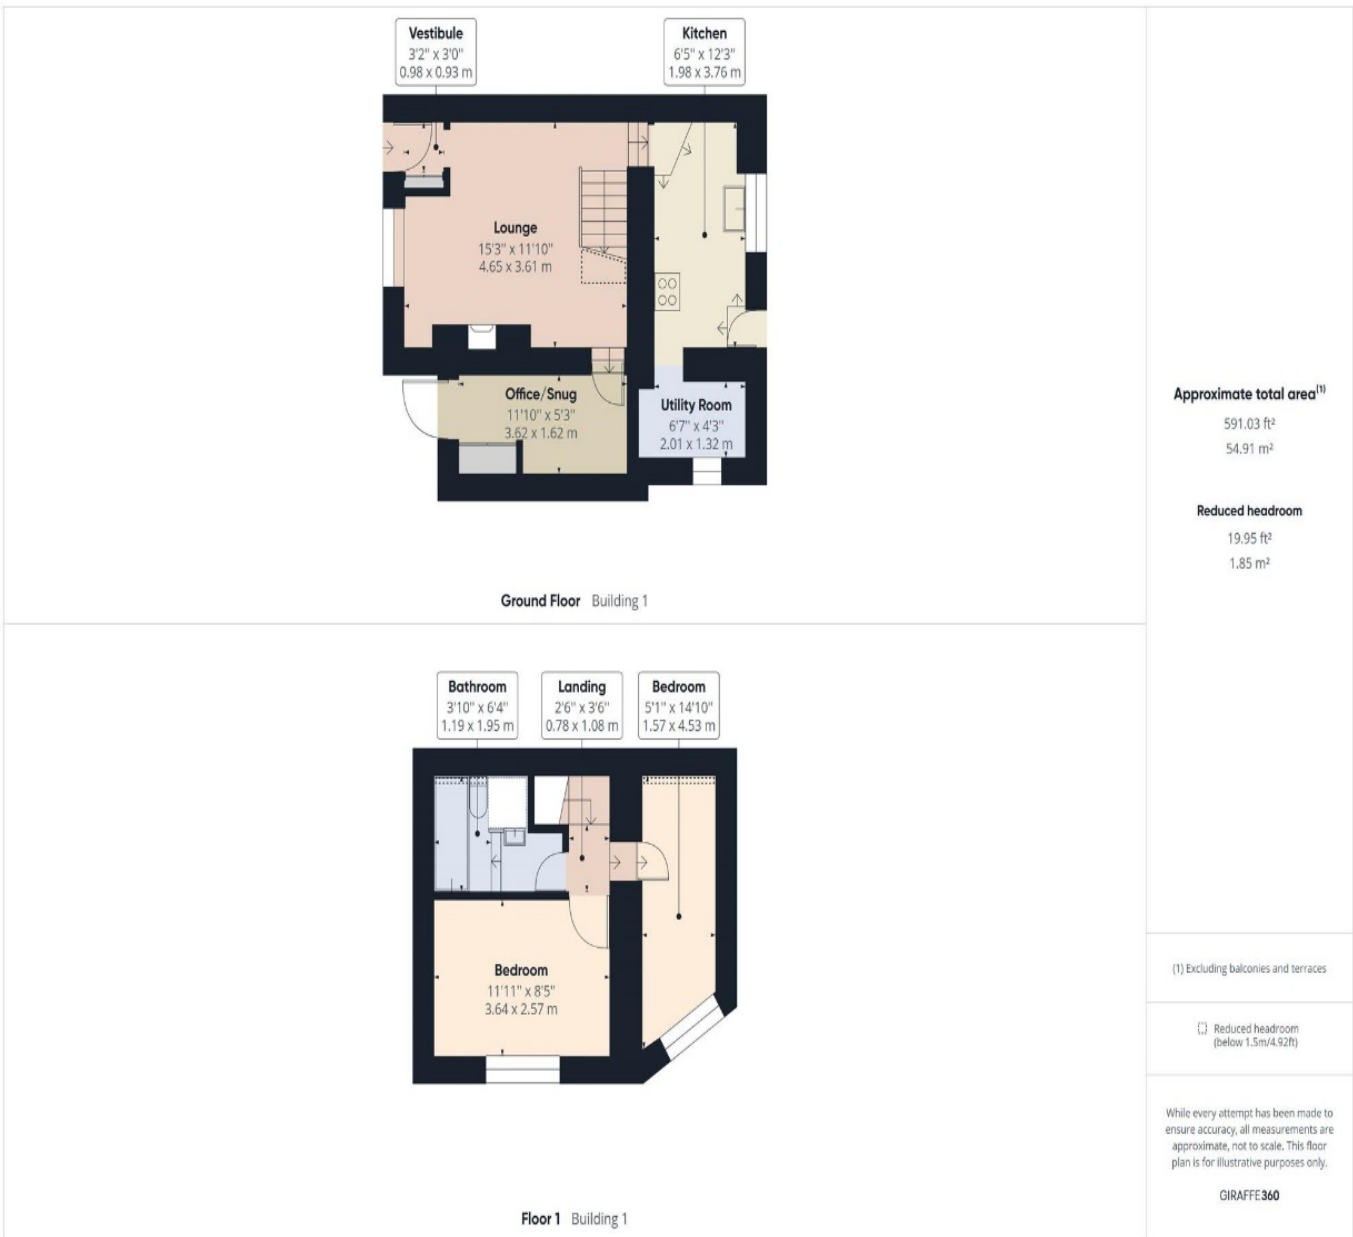 Vestibule
3'2" x 3'0"
0.98 x 0.93 m
Kitchen
6'5" x 12'3"
1.98 x 3.76 m
Lounge
15'3" x 11'10"
4.65 x 3.61 m
Office/Snug
11'10" x 5'3"
3.62 x 1.62 m
Utility Room
6'7" x 4'3"
2.01 x 1.32 m
Ground Floor Building 1
Approximate total area(1)
591.03 ft²
54.91 m²
Reduced headroom
19.95 ft²
1.85 m²
Bathroom
3'10" x 6'4"
1.19 x 1.95 m
Landing
2'6" x 3'6"
0.78 x 1.08 m
Bedroom
5'1" x 14'10"
1.57 x 4.53 m
Bedroom
11'11" x 8'5"
3.64 x 2.57 m
Floor 1 Building 1
(1) Excluding balconies and terraces
Reduced headroom
(below 1.5m/4.92ft)
While every attempt has been made to
ensure accuracy, all measurements are
approximate, not to scale. This floor
plan is for illustrative purposes only.
GIRAFFE360